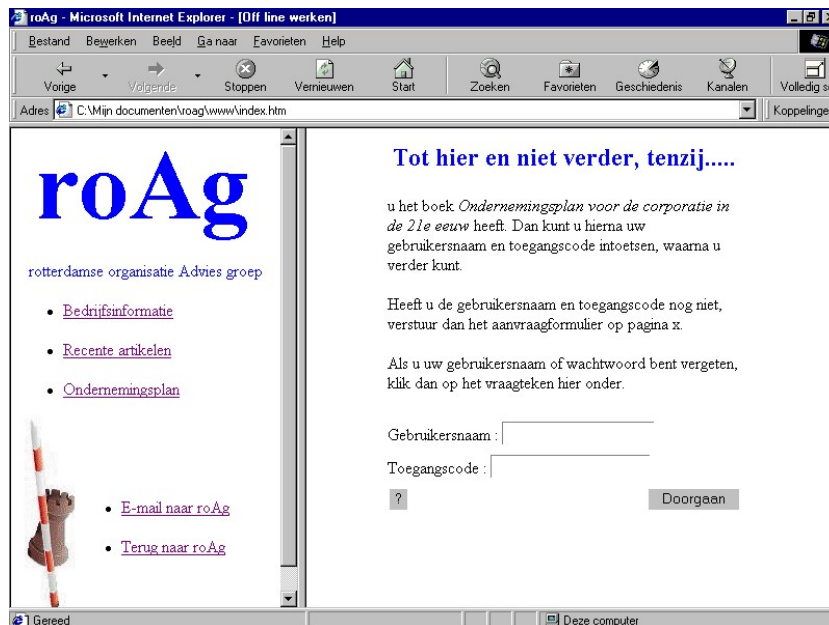 roAg - Microsoft Internet Explorer - [Off line werken]
Bestand Bewerken Beeld Ga naar Favorieten Help
Vorige Volgende Stoppen Vernieuwen Start Zoeken Favorieten Geschiedenis Kanalen Volledig
Adres C:\Mijn documenten\roag\www\index.htm Koppelinge
roAg
rotterdamse organisatie Advies groep
Bedrijfsinformatie
Recente artikelen
Ondernemingsplan
E-mail naar roAg
Terug naar roAg
Tot hier en niet verder, tenzij.....
u het boek Ondernemingsplan voor de corporatie in
de 21e eeuw heeft. Dan kunt u hierna uw
gebruikersnaam en toegangscode intoetsen, waarna u
verder kunt.
Heeft u de gebruikersnaam en toegangscode nog niet,
verstuur dan het aanvraagformulier op pagina x.
Als u uw gebruikersnaam of wachtwoord bent vergeten,
klik dan op het vraagteken hier onder.
Gebruikersnaam :
Toegangscode :
? Doorgaan
Gereed Deze computer